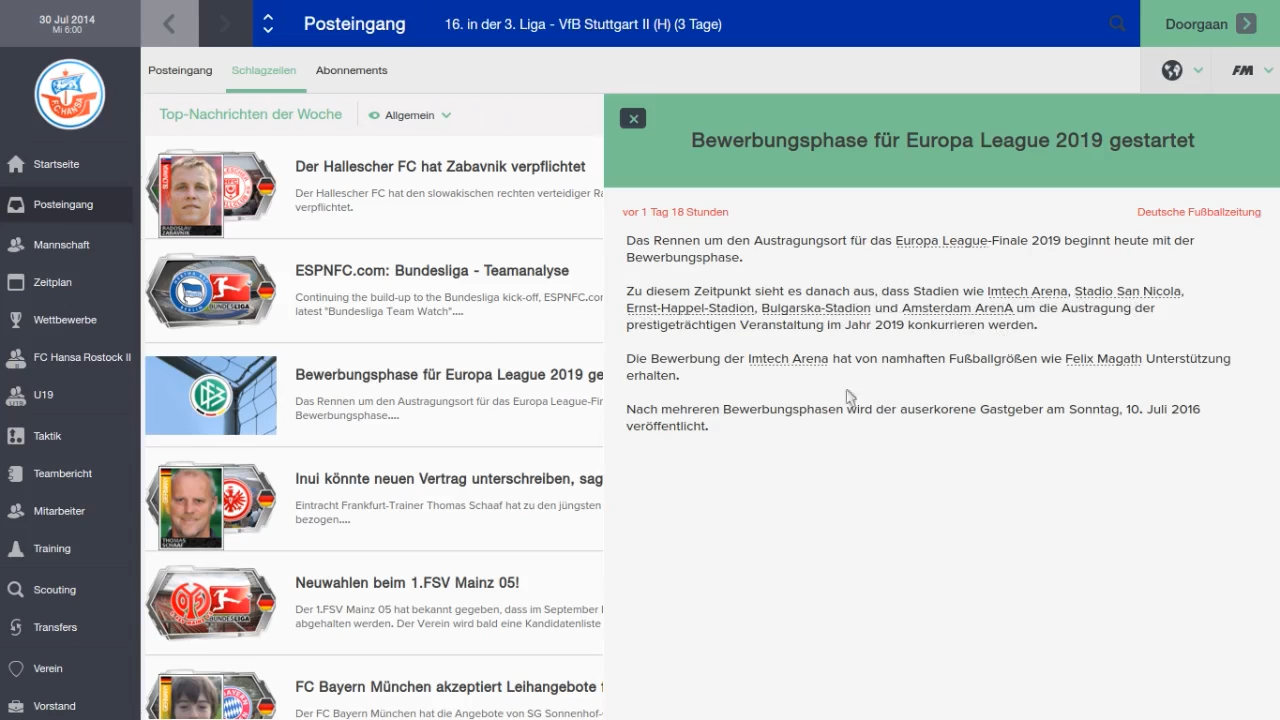 30 Jul 2014
Mi 6:00
Posteingang
16. in der 3. Liga - VfB Stuttgart II (H) (3 Tage)
Doorgaan
Posteingang
Schlagzeilen
Abonnements
FM
F.C. HANSA
Startseite
Posteingang
Mannschaft
Zeitplan
Wettbewerbe
FC Hansa Rostock II
U19
Taktik
Teambericht
Mitarbeiter
Training
Scouting
Transfers
Verein
Vorstand
Top-Nachrichten der Woche
Allgemein
Der Hallescher FC hat Zabavnik verpflichtet
Der Hallescher FC hat den slowakischen rechten verteidiger Ra
verpflichtet.
RADOSLAV
ZABAVNIK
ESPNFC.com: Bundesliga - Teamanalyse
Continuing the build-up to the Bundesliga kick-off, ESPNFC.cor
latest "Bundesliga Team Watch"....
BUNDESLIGA
Bewerbungsphase für Europa League 2019 ge
Das Rennen um den Austragungsort für das Europa League-Fir
Bewerbungsphase....
Inui könnte neuen Vertrag unterschreiben, sag
Eintracht Frankfurt-Trainer Thomas Schaaf hat zu den jüngsten
bezogen....
THOMAS
SCHAAF
Neuwahlen beim 1.FSV Mainz 05!
Der 1.FSV Mainz 05 hat bekannt gegeben, dass im September
abgehalten werden. Der Verein wird bald eine Kandidatenliste
BUNDESLIGA
FC Bayern München akzeptiert Leihangebote f
Der FC Bayern München hat die Angebote von SG Sonnenhof-
Bewerbungsphase für Europa League 2019 gestartet
vor 1 Tag 18 Stunden
Deutsche Fußballzeitung
Das Rennen um den Austragungsort für das Europa League-Finale 2019 beginnt heute mit der
Bewerbungsphase.
Zu diesem Zeitpunkt sieht es danach aus, dass Stadien wie Imtech Arena, Stadio San Nicola,
Ernst-Happel-Stadion, Bulgarska-Stadion und Amsterdam ArenA um die Austragung der
prestigeträchtigen Veranstaltung im Jahr 2019 konkurrieren werden.
Die Bewerbung der Imtech Arena hat von namhaften Fußballgrößen wie Felix Magath Unterstützung
erhalten.
Nach mehreren Bewerbungsphasen wird der auserkorene Gastgeber am Sonntag, 10. Juli 2016
veröffentlicht.